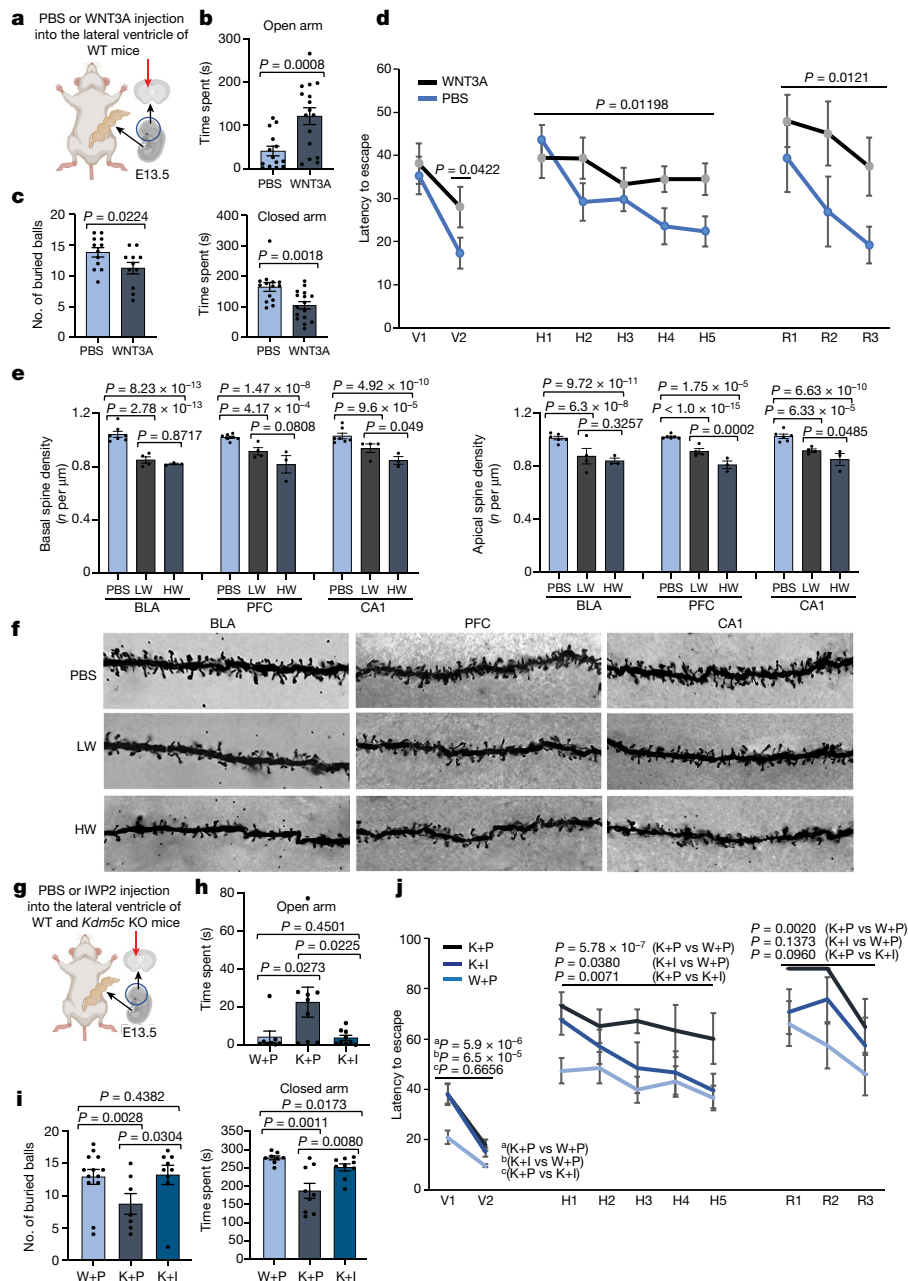 a
PBS or WNT3A injection
into the lateral ventricle of
WT mice
E13.5
b
Open arm
Time spent (s)
300
200
100
0
P = 0.0008
PBS WNT3A
Closed arm
Time spent (s)
400
300
200
100
0
P = 0.0018
PBS WNT3A
c
No. of buried balls
20
15
10
5
0
P = 0.0224
PBS WNT3A
d
Latency to escape
60
50
40
30
20
10
0
WNT3A
PBS
P = 0.0422
P = 0.01198
P = 0.0121
V1 V2 H1 H2 H3 H4 H5 R1 R2 R3
e
Basal spine density
(n per μm)
1.2
0.8
0.4
0
P = 8.23 × 10⁻¹³
P = 2.78 × 10⁻¹³
P = 0.8717
P = 1.47 × 10⁻⁸
P = 4.17 × 10⁻⁴
P = 0.0808
P = 4.92 × 10⁻¹⁰
P = 9.6 × 10⁻⁵
P = 0.049
PBS LW HW PBS LW HW PBS LW HW
BLA PFC CA1
Apical spine density
(n per μm)
1.2
0.8
0.4
0
P = 9.72 × 10⁻¹¹
P = 6.3 × 10⁻⁸
P = 0.3257
P = 1.75 × 10⁻⁵
P < 1.0 × 10⁻¹⁵
P = 0.0002
P = 6.63 × 10⁻¹⁰
P = 6.33 × 10⁻⁵
P = 0.0485
PBS LW HW PBS LW HW PBS LW HW
BLA PFC CA1
f
BLA PFC CA1
PBS
LW
HW
g
PBS or IWP2 injection
into the lateral ventricle of
WT and Kdm5c KO mice
E13.5
h
Open arm
Time spent (s)
80
60
40
20
0
P = 0.4501
P = 0.0225
P = 0.0273
W+P K+P K+I
Closed arm
Time spent (s)
350
300
250
200
150
100
50
0
P = 0.0173
P = 0.0011
P = 0.0080
W+P K+P K+I
i
No. of buried balls
20
15
10
5
0
P = 0.4382
P = 0.0028
P = 0.0304
W+P K+P K+I
j
Latency to escape
100
80
60
40
20
0
K+P
K+I
W+P
ᵃP = 5.9 × 10⁻⁶
ᵇP = 6.5 × 10⁻⁵
ᶜP = 0.6656
ᵃ(K+P vs W+P)
ᵇ(K+I vs W+P)
ᶜ(K+P vs K+I)
P = 5.78 × 10⁻⁷ (K+P vs W+P)
P = 0.0380 (K+I vs W+P)
P = 0.0071 (K+P vs K+I)
P = 0.0020 (K+P vs W+P)
P = 0.1373 (K+I vs W+P)
P = 0.0960 (K+P vs K+I)
V1 V2 H1 H2 H3 H4 H5 R1 R2 R3